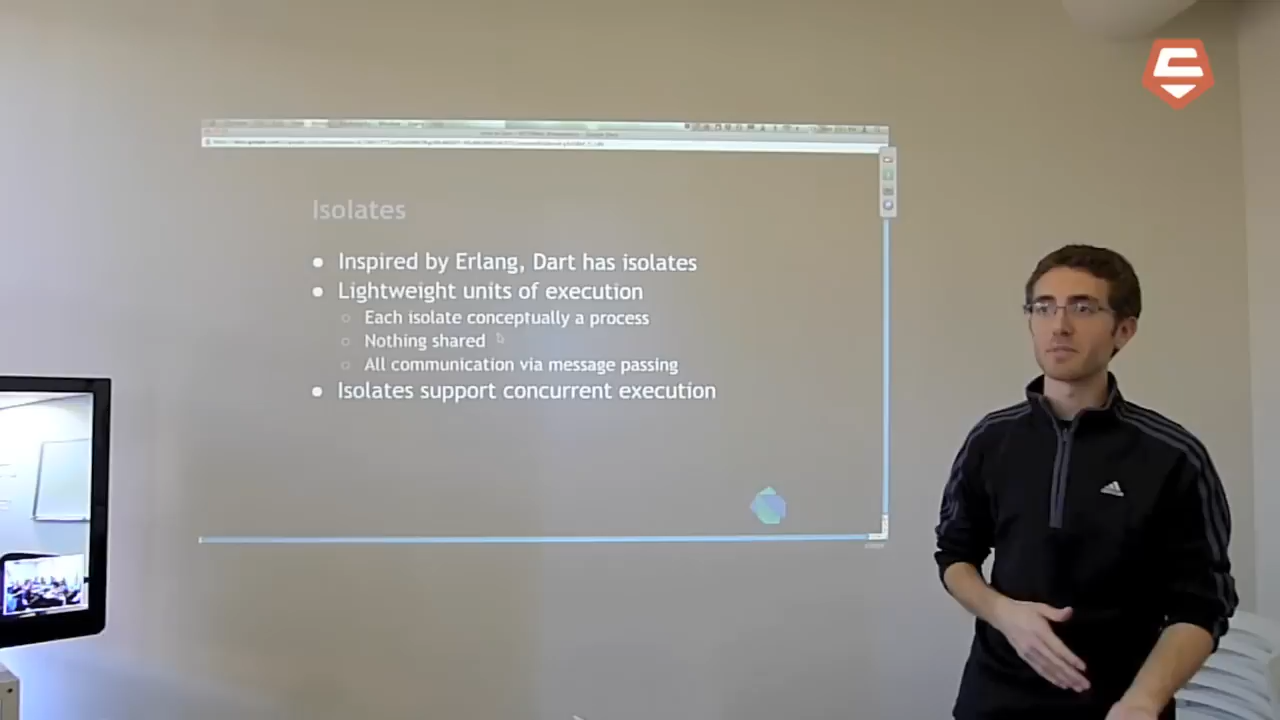 Isolates
● Inspired by Erlang, Dart has isolates
● Lightweight units of execution
○ Each isolate conceptually a process
○ Nothing shared
○ All communication via message passing
● Isolates support concurrent execution